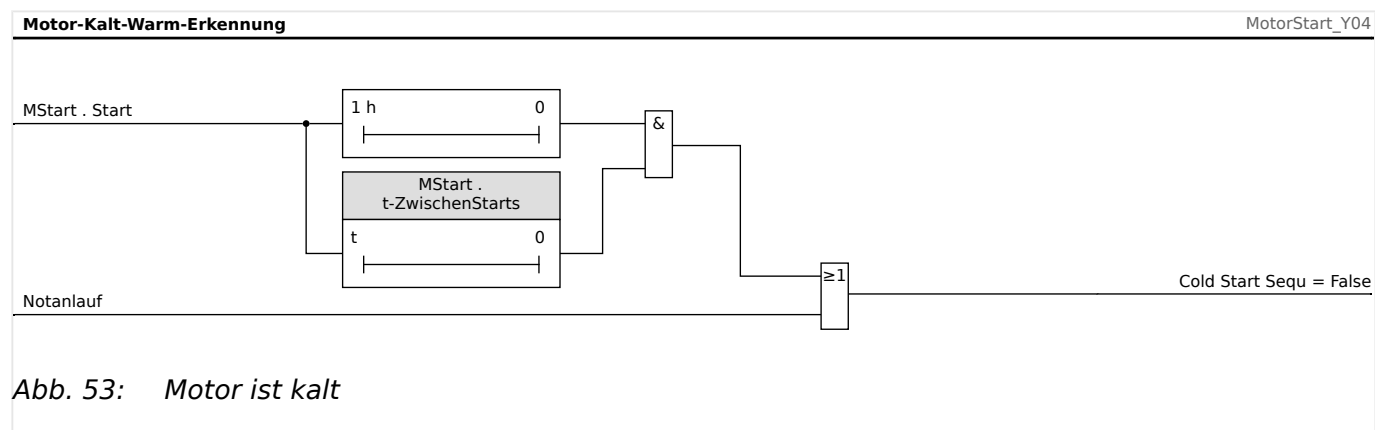 Motor-Kalt-Warm-Erkennung
MotorStart_Y04
MStart . Start
1 h 0
&
MStart .
t-ZwischenStarts
t 0
≥1
Cold Start Sequ = False
Notanlauf
Abb. 53: Motor ist kalt